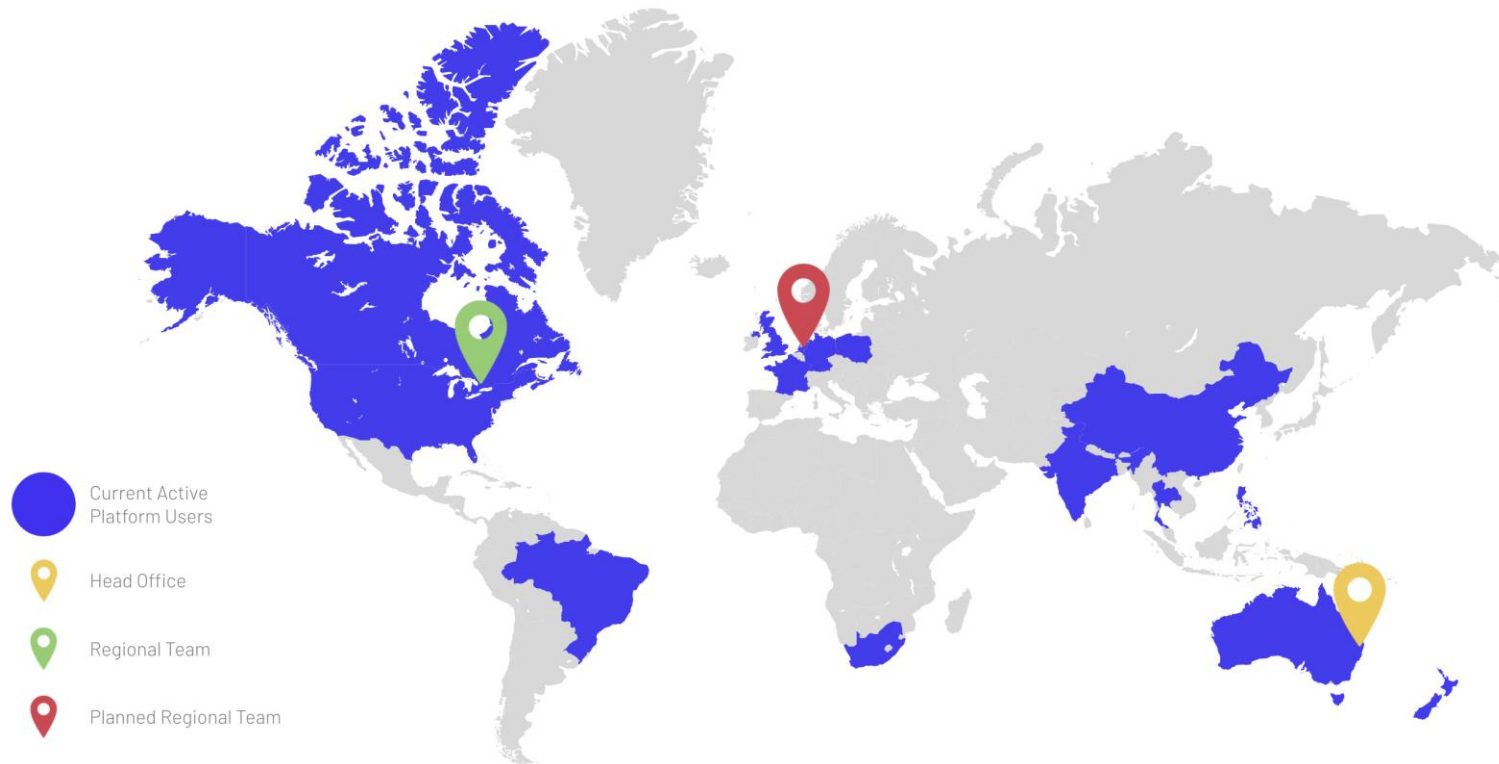 Current Active
Platform Users
Head Office
Regional Team
Planned Regional Team